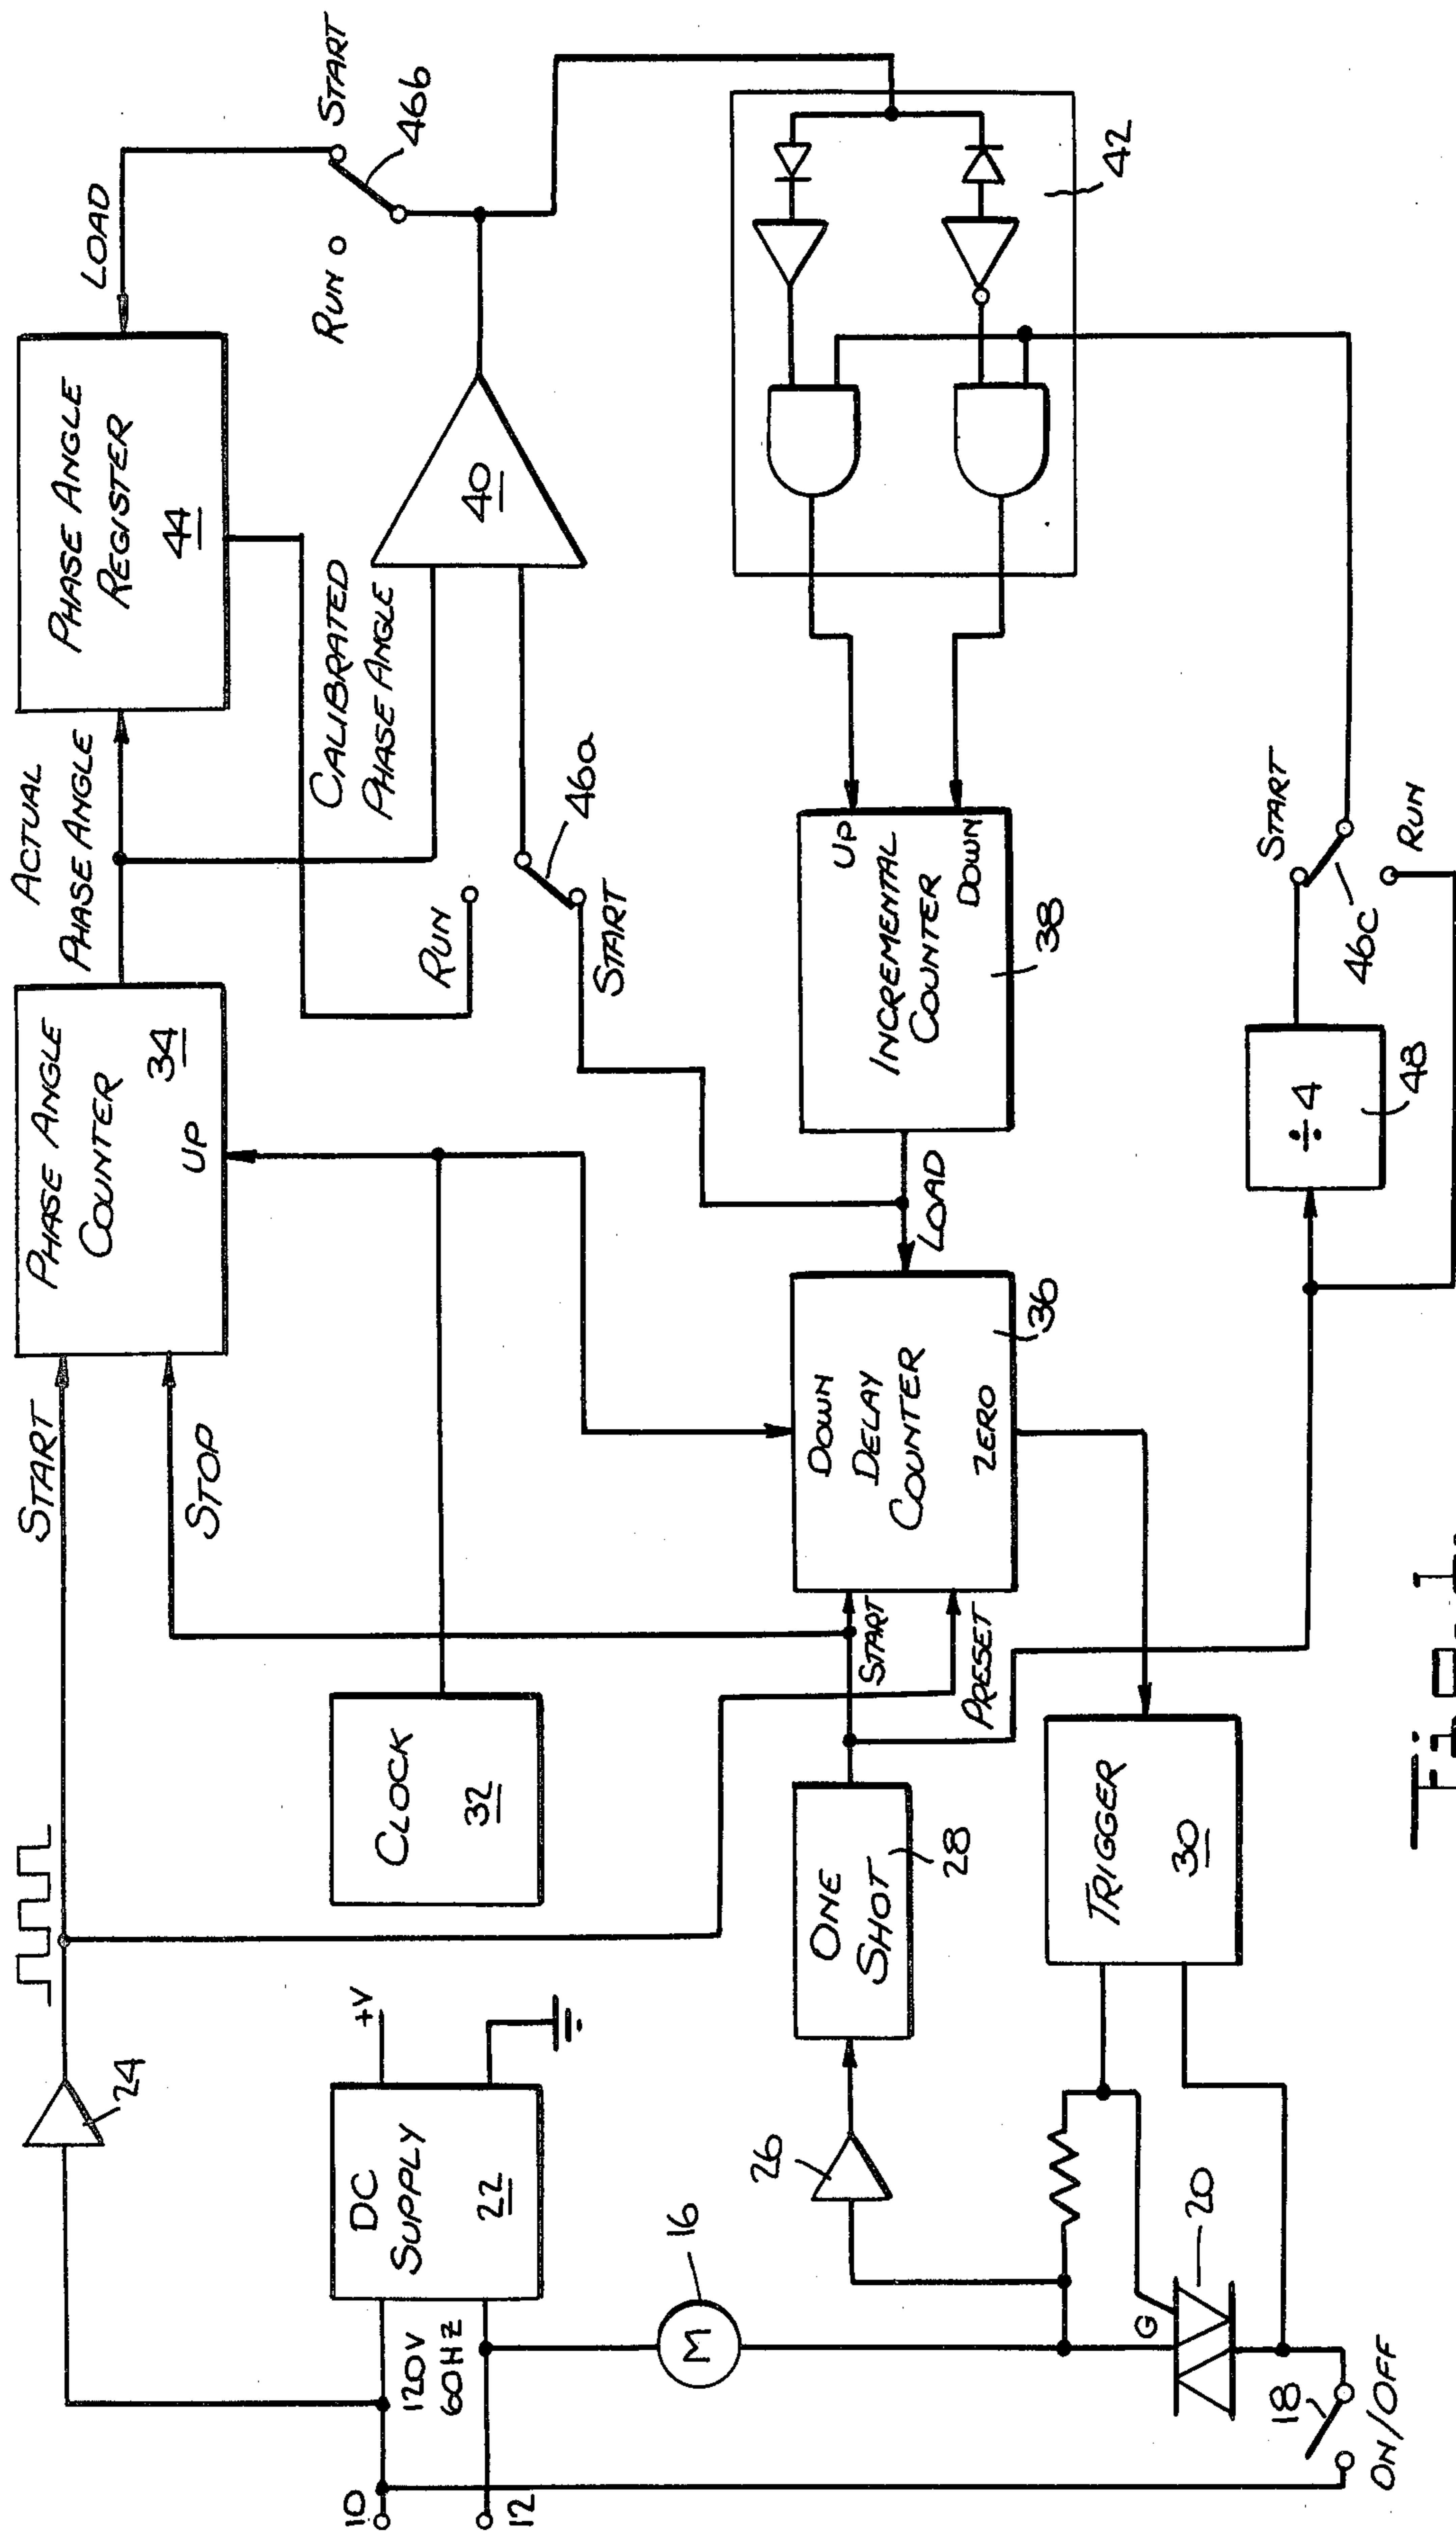 10
12
120V
60HZ
24
DC
SUPPLY
22
+V
START
STOP
CLOCK
32
PHASE ANGLE
COUNTER
34
UP
ACTUAL
PHASE ANGLE
PHASE ANGLE
REGISTER
44
LOAD
START
RUN
46b
CALIBRATED
PHASE ANGLE
40
RUN
START
46a
16
M
26
ONE
SHOT
28
START
PRESET
DOWN
DELAY
COUNTER
ZERO
36
LOAD
INCREMENTAL
COUNTER
UP
DOWN
38
42
18
ON/OFF
G
20
TRIGGER
30
÷4
48
START
RUN
46c